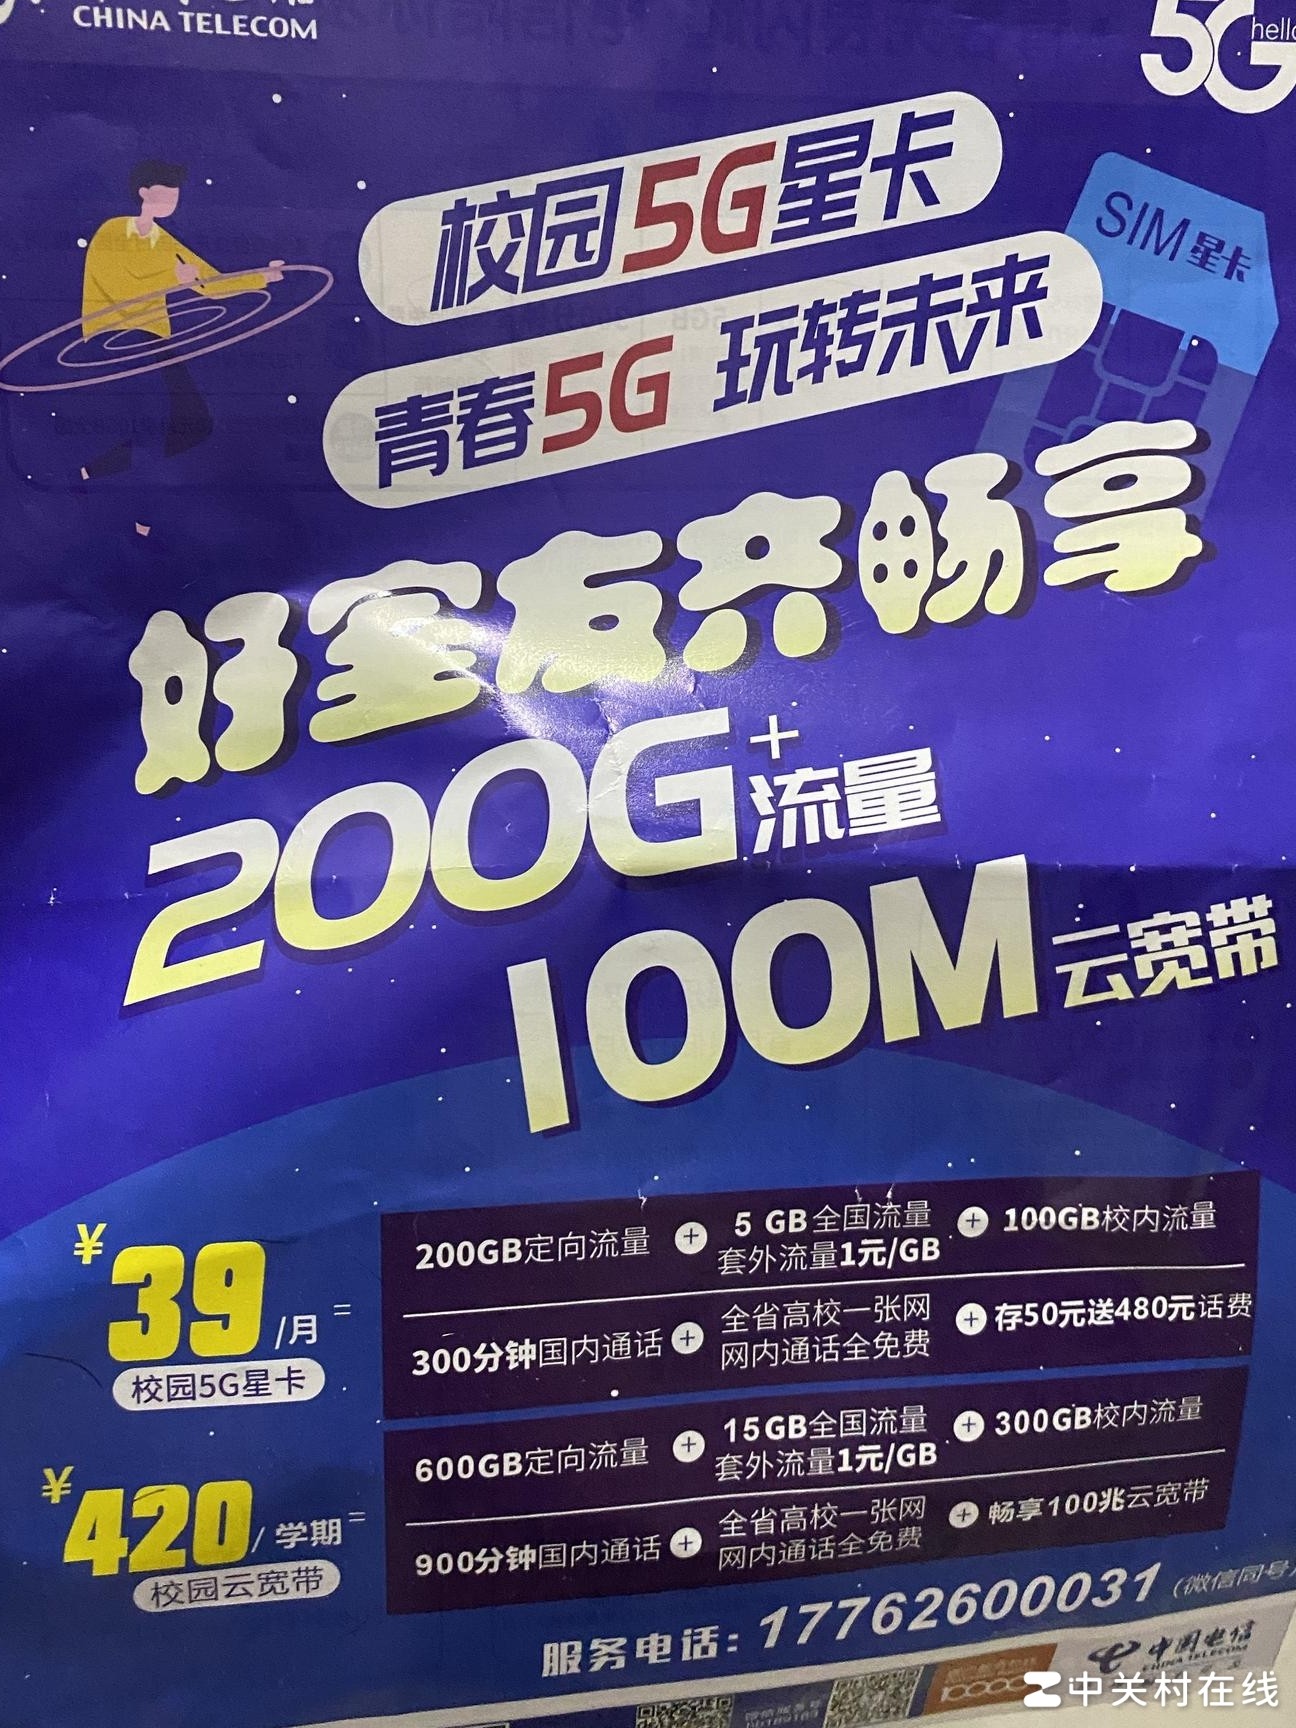 CHINA TELECOM
5G hello
校园5G星卡
SIM星卡
青春5G 玩转未来
好室友共畅享
200G+流量
100M云宽带
¥39/月=
校园5G星卡
200GB定向流量 + 5 GB全国流量 + 100GB校内流量
套外流量1元/GB
300分钟国内通话 + 全省高校一张网 + 存50元送480元话费
网内通话全免费
¥420/学期=
校园云宽带
600GB定向流量 + 15GB全国流量 + 300GB校内流量
套外流量1元/GB
900分钟国内通话 + 全省高校一张网 + 畅享100兆云宽带
网内通话全免费
服务电话：17762600031（微信同号）
中国电信
CHINA TELECOM
中关村在线